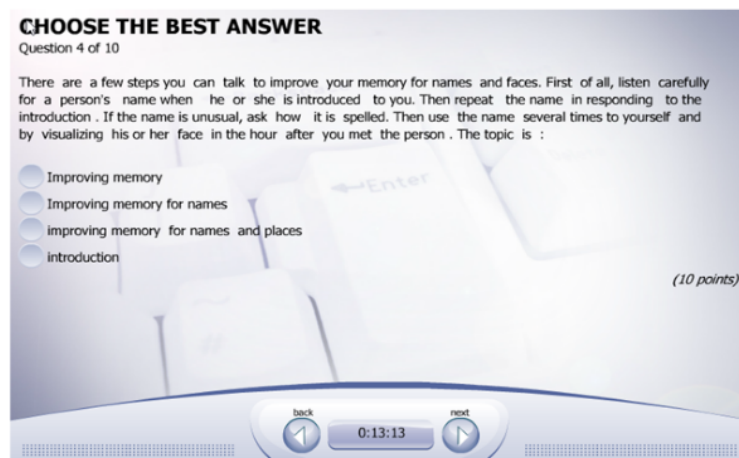 CHOOSE THE BEST ANSWER
Question 4 of 10
There are a few steps you can talk to improve your memory for names and faces. First of all, listen carefully
for a person's name when he or she is introduced to you. Then repeat the name in responding to the
introduction . If the name is unusual, ask how it is spelled. Then use the name several times to yourself and
by visualizing his or her face in the hour after you met the person . The topic is :
Improving memory
Enter
Improving memory for names
improving memory for names and places
introduction
(10 points)
#
back
next
0:13:13